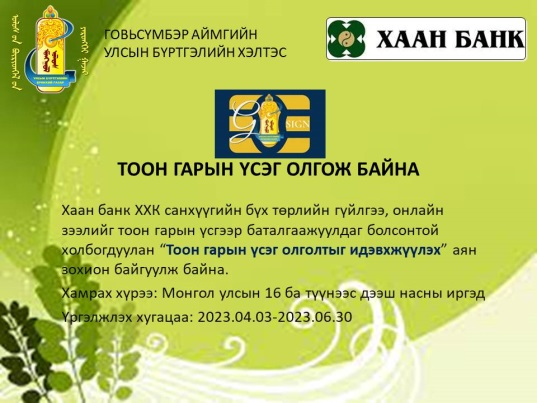 ГОВЬСҮМБЭР АЙМГИЙН
УЛСЫН БҮРТГЭЛИЙН ХЭЛТЭС
ХААН БАНК
G SIGN
ТООН ГАРЫН ҮСЭГ ОЛГОЖ БАЙНА
Хаан банк ХХК санхүүгийн бүх төрлийн гүйлгээ, онлайн
зээлийг тоон гарын үсгээр баталгаажуулдаг болсонтой
холбогдуулан “Тоон гарын үсэг олголтыг идэвхжүүлэх” аян
зохион байгуулж байна.
Хамрах хүрээ: Монгол улсын 16 ба түүнээс дээш насны иргэд
Үргэлжлэх хугацаа: 2023.04.03-2023.06.30